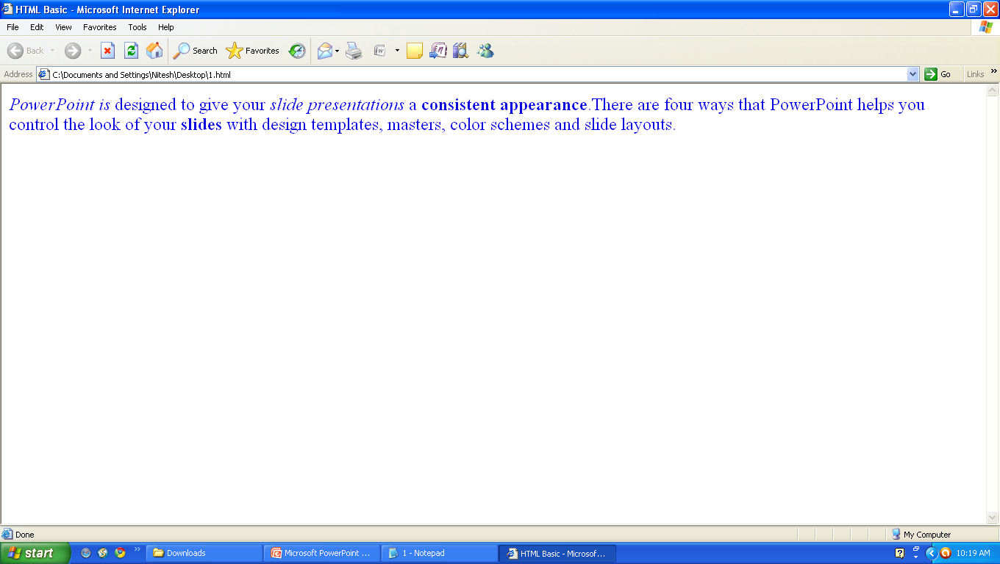 HTML Basic - Microsoft Internet Explorer
File Edit View Favorites Tools Help
Back Search Favorites
Address C:\Documents and Settings\Nitesh\Desktop\1.html Go Links »
PowerPoint is designed to give your slide presentations a consistent appearance.There are four ways that PowerPoint helps you
control the look of your slides with design templates, masters, color schemes and slide layouts.
Done My Computer
start Downloads Microsoft PowerPoint ... 1 - Notepad HTML Basic - Microsof... 10:19 AM